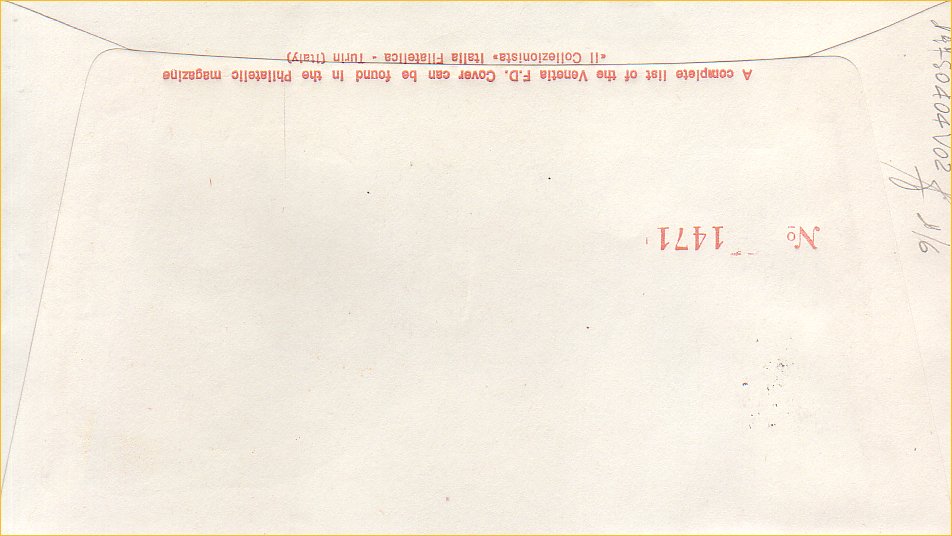 A complete list of the Venetia F.D. Cover can be found in the Philatelic magazine
«Il Collezionista» Italia Filatelica - Turin (Italy)
№ 1471